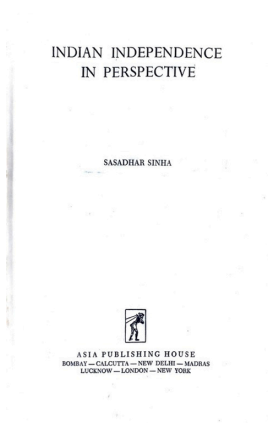 INDIAN INDEPENDENCE
IN PERSPECTIVE
SASADHAR SINHA
ASIA PUBLISHING HOUSE
BOMBAY — CALCUTTA — NEW DELHI — MADRAS
LUCKNOW — LONDON — NEW YORK